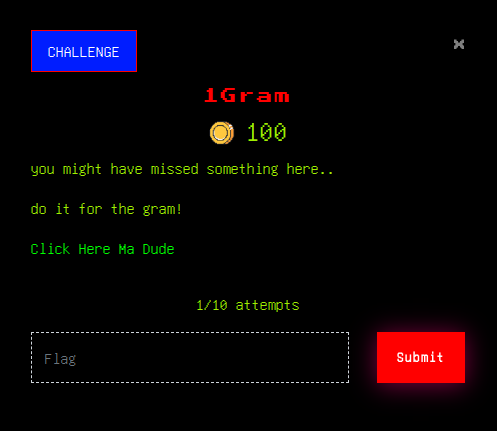 CHALLENGE
×
1Gram
100
you might have missed something here..
do it for the gram!
Click Here Ma Dude
1/10 attempts
Flag
Submit